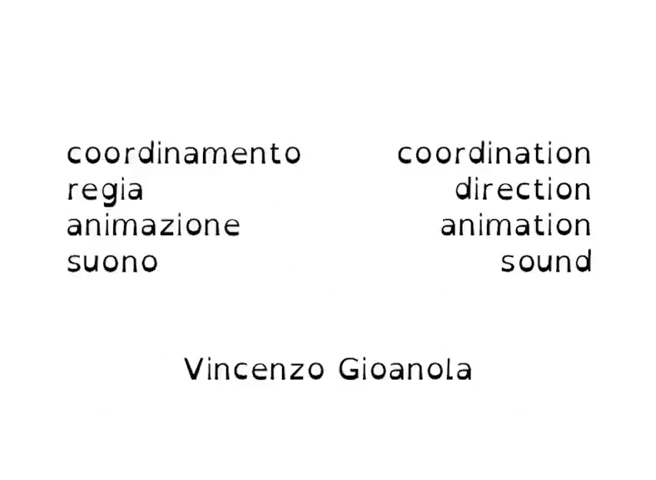 coordinamento coordination
regia direction
animazione animation
suono sound
Vincenzo Gioanola